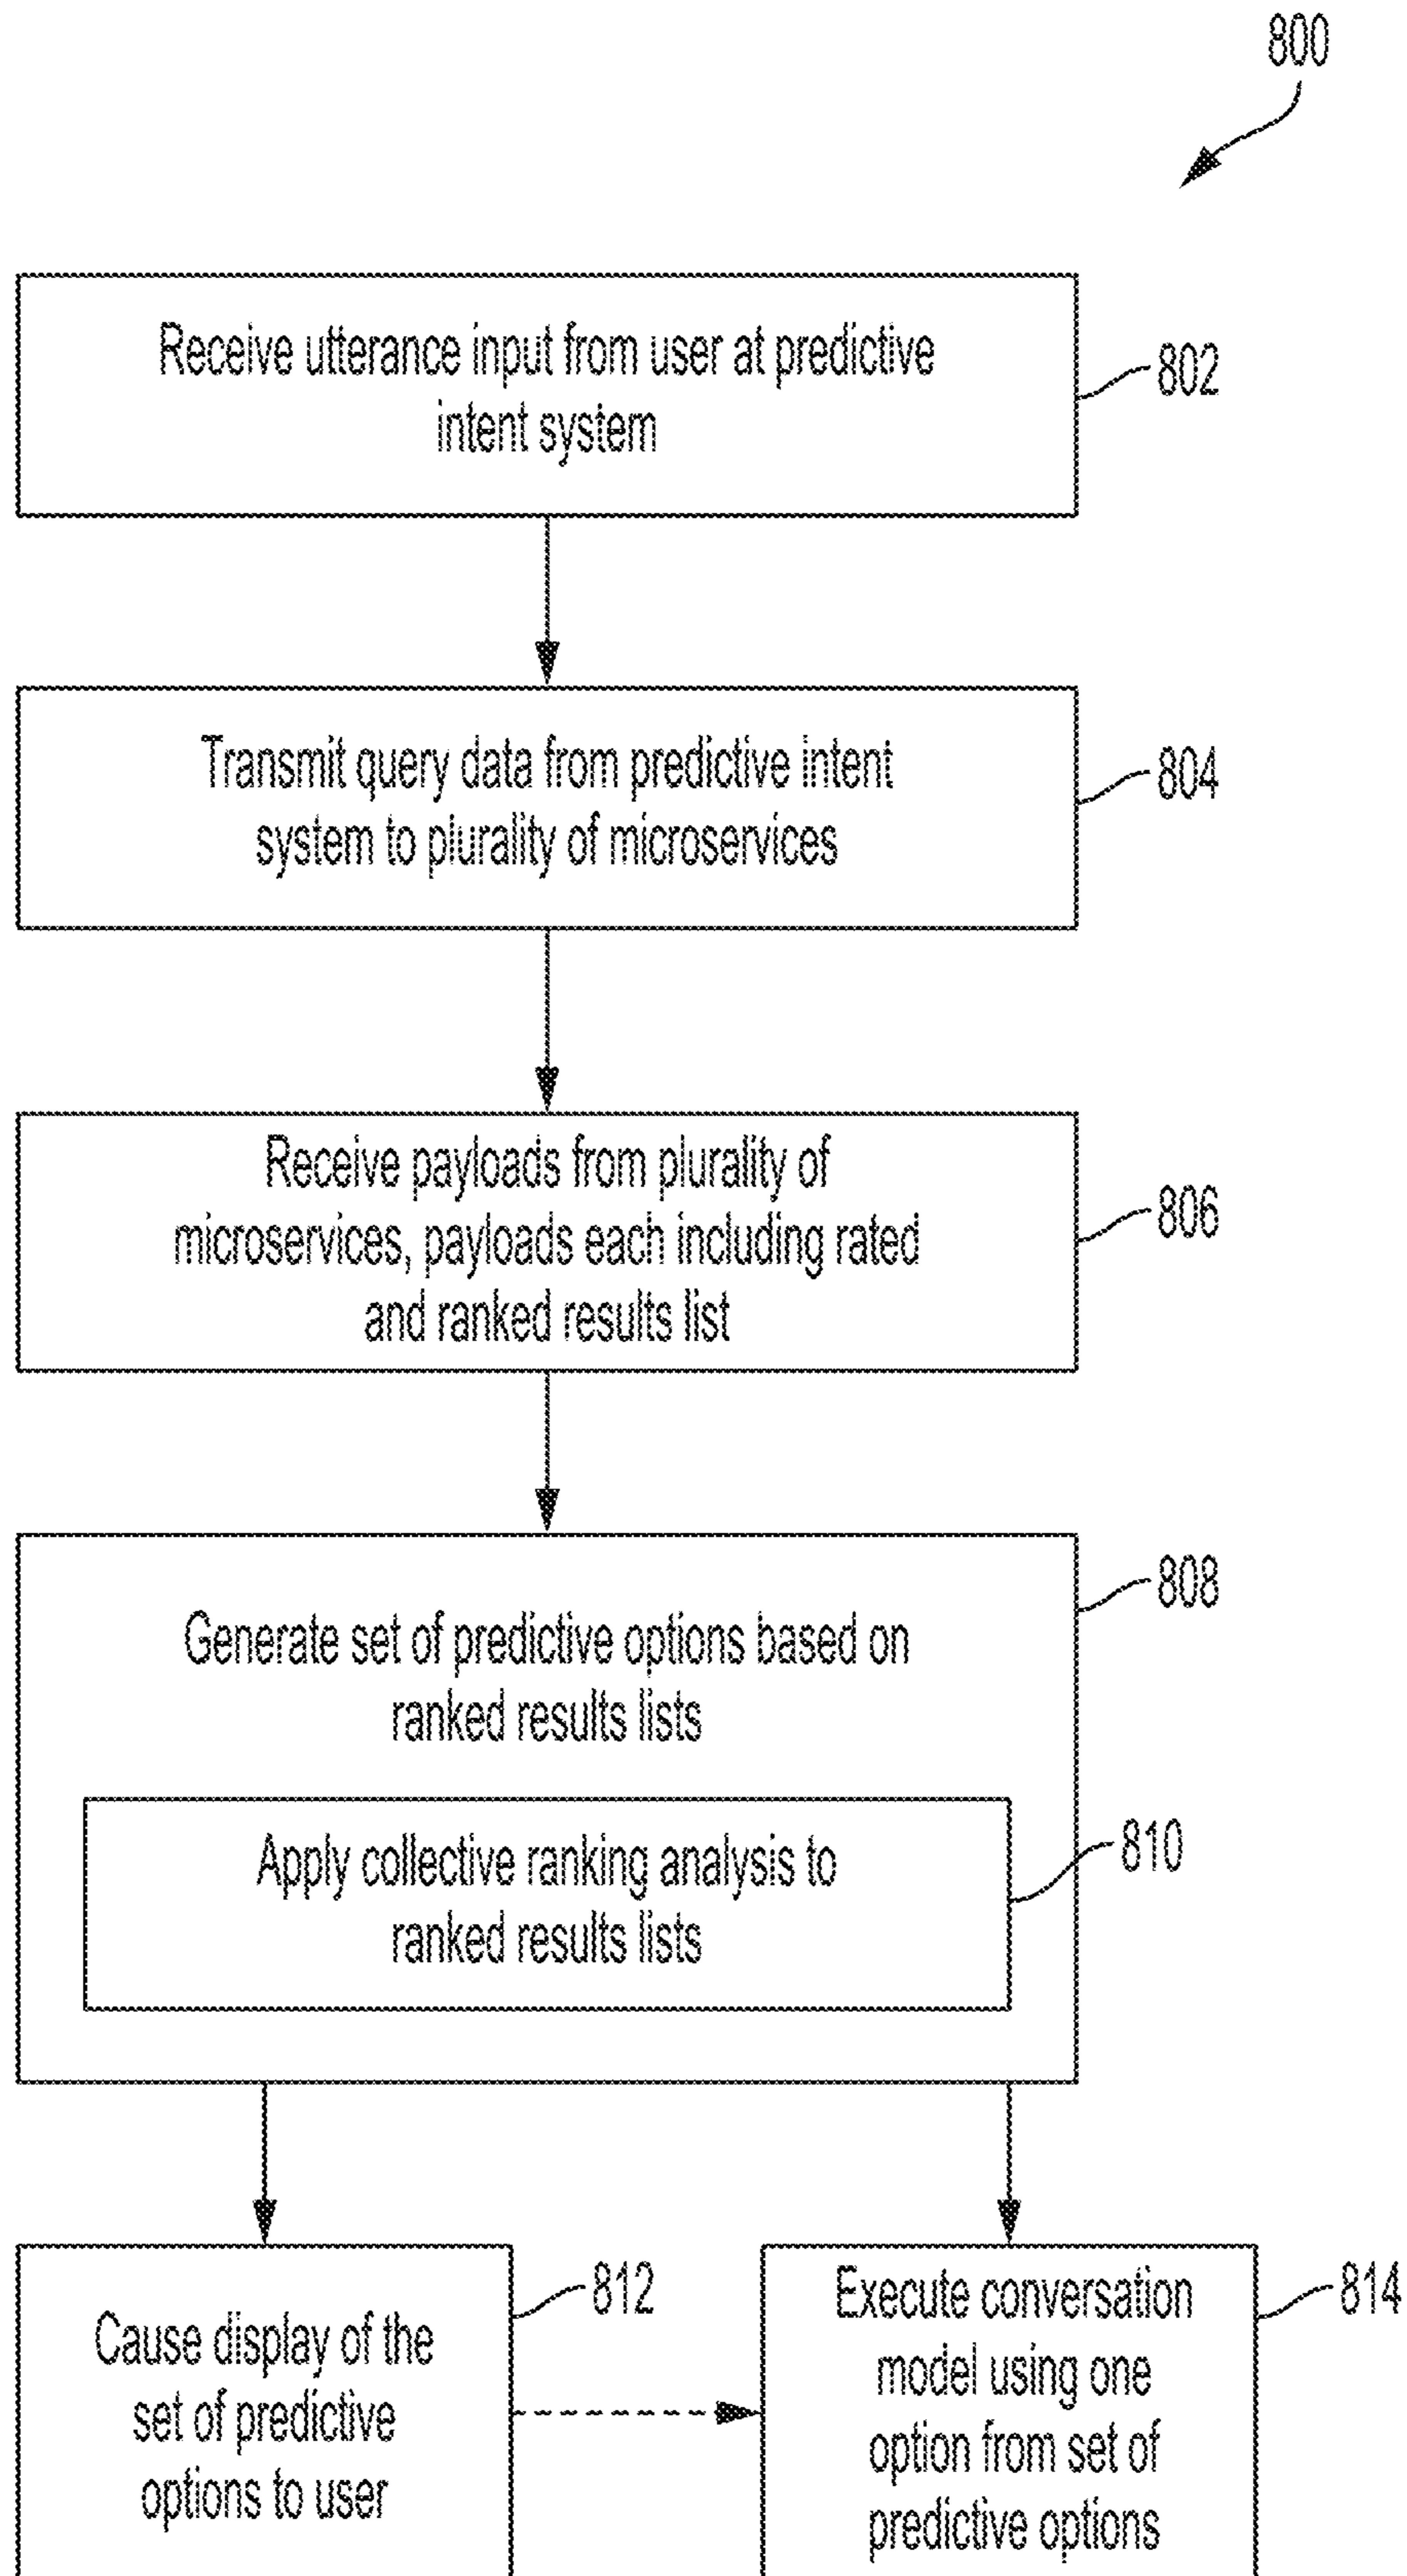 800
Receive utterance input from user at predictive
intent system
802
Transmit query data from predictive intent
system to plurality of microservices
804
Receive payloads from plurality of
microservices, payloads each including rated
and ranked results list
806
Generate set of predictive options based on
ranked results lists
808
Apply collective ranking analysis to
ranked results lists
810
Cause display of the
set of predictive
options to user
812
Execute conversation
model using one
option from set of
predictive options
814